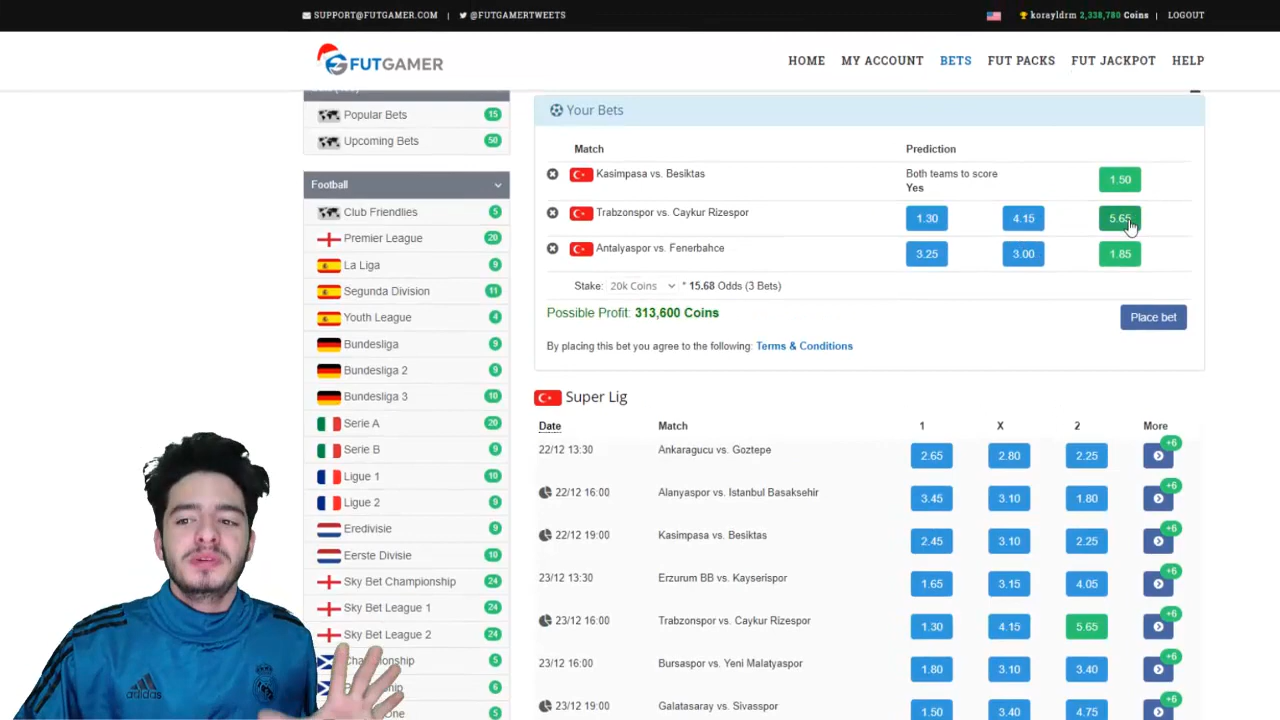 SUPPORT@FUTGAMER.COM | @FUTGAMERTWEETS korayldrm 2,338,780 Coins | LOGOUT
FUTGAMER HOME MY ACCOUNT BETS FUT PACKS FUT JACKPOT HELP
Popular Bets 15
Upcoming Bets 50
Football
Club Friendlies 5
Premier League 20
La Liga 9
Segunda Division 11
Youth League 4
Bundesliga 9
Bundesliga 2 9
Bundesliga 3 10
Serie A 20
Serie B 9
Ligue 1 10
Ligue 2 9
Eredivisie 9
Eerste Divisie 10
Sky Bet Championship 24
Sky Bet League 1 24
Sky Bet League 2 24
Championship 5
6
One 5
Your Bets
Match Prediction
Kasimpasa vs. Besiktas Both teams to score Yes 1.50
Trabzonspor vs. Caykur Rizespor 1.30 4.15 5.65
Antalyaspor vs. Fenerbahce 3.25 3.00 1.85
Stake: 20k Coins * 15.68 Odds (3 Bets)
Possible Profit: 313,600 Coins
Place bet
By placing this bet you agree to the following: Terms & Conditions
Super Lig
Date Match 1 X 2 More
22/12 13:30 Ankaragucu vs. Goztepe 2.65 2.80 2.25 +6
22/12 16:00 Alanyaspor vs. Istanbul Basaksehir 3.45 3.10 1.80 +6
22/12 19:00 Kasimpasa vs. Besiktas 2.45 3.10 2.25 +6
23/12 13:30 Erzurum BB vs. Kayserispor 1.65 3.15 4.05 +6
23/12 16:00 Trabzonspor vs. Caykur Rizespor 1.30 4.15 5.65 +6
23/12 16:00 Bursaspor vs. Yeni Malatyaspor 1.80 3.10 3.40 +6
23/12 19:00 Galatasaray vs. Sivasspor 1.50 3.40 4.75 +6
adidas